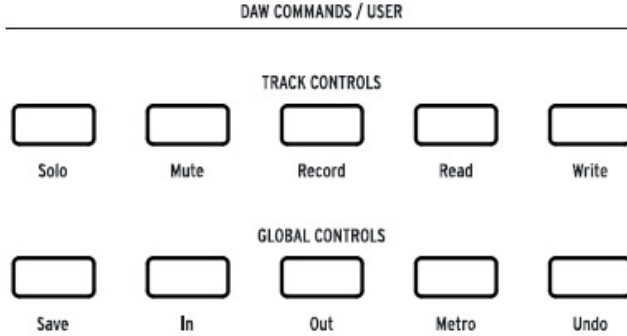 DAW COMMANDS / USER
TRACK CONTROLS
Solo Mute Record Read Write
GLOBAL CONTROLS
Save In Out Metro Undo